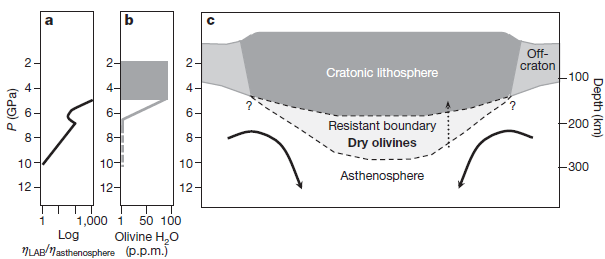 a
b
c
P (GPa)
2
4
6
8
10
12
1
1,000
Log
ηLAB/ηasthenosphere
2
4
6
8
10
12
1
50
100
Olivine H2O
(p.p.m.)
2
4
6
8
10
12
Off-
craton
Cratonic lithosphere
?
?
Resistant boundary
Dry olivines
Asthenosphere
100
200
300
Depth (km)